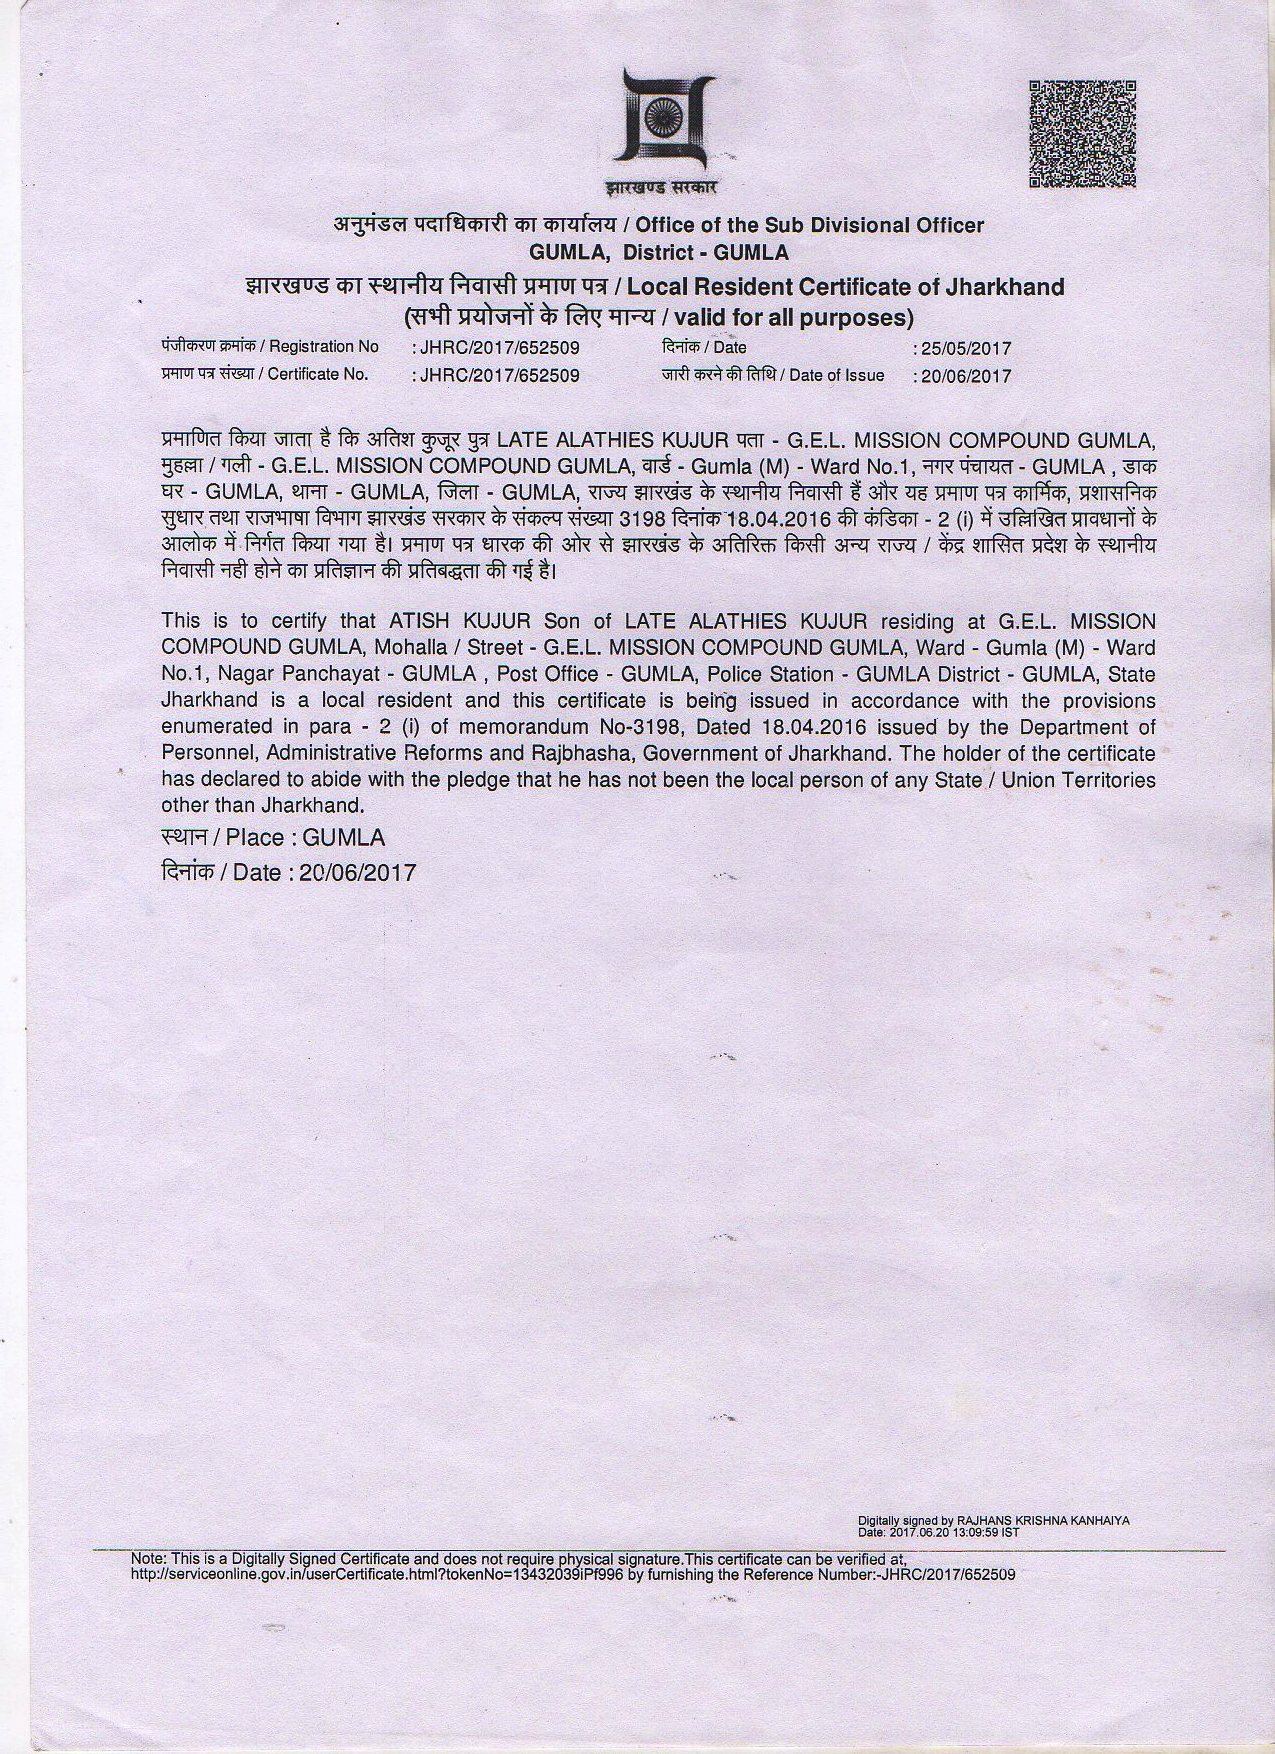 झारखण्ड सरकार
अनुमंडल पदाधिकारी का कार्यालय / Office of the Sub Divisional Officer
GUMLA, District - GUMLA
झारखण्ड का स्थानीय निवासी प्रमाण पत्र / Local Resident Certificate of Jharkhand
(सभी प्रयोजनों के लिए मान्य / valid for all purposes)
पंजीकरण क्रमांक / Registration No : JHRC/2017/652509 दिनांक / Date : 25/05/2017
प्रमाण पत्र संख्या / Certificate No. : JHRC/2017/652509 जारी करने की तिथि / Date of Issue : 20/06/2017
प्रमाणित किया जाता है कि अतिश कुजूर पुत्र LATE ALATHIES KUJUR पता - G.E.L. MISSION COMPOUND GUMLA,
मुहल्ला / गली - G.E.L. MISSION COMPOUND GUMLA, वार्ड - Gumla (M) - Ward No.1, नगर पंचायत - GUMLA , डाक
घर - GUMLA, थाना - GUMLA, जिला - GUMLA, राज्य झारखंड के स्थानीय निवासी हैं और यह प्रमाण पत्र कार्मिक, प्रशासनिक
सुधार तथा राजभाषा विभाग झारखंड सरकार के संकल्प संख्या 3198 दिनांक 18.04.2016 की कंडिका - 2 (i) में उल्लिखित प्रावधानों के
आलोक में निर्गत किया गया है। प्रमाण पत्र धारक की ओर से झारखंड के अतिरिक्त किसी अन्य राज्य / केंद्र शासित प्रदेश के स्थानीय
निवासी नही होने का प्रतिज्ञान की प्रतिबद्धता की गई है।
This is to certify that ATISH KUJUR Son of LATE ALATHIES KUJUR residing at G.E.L. MISSION
COMPOUND GUMLA, Mohalla / Street - G.E.L. MISSION COMPOUND GUMLA, Ward - Gumla (M) - Ward
No.1, Nagar Panchayat - GUMLA , Post Office - GUMLA, Police Station - GUMLA District - GUMLA, State
Jharkhand is a local resident and this certificate is being issued in accordance with the provisions
enumerated in para - 2 (i) of memorandum No-3198, Dated 18.04.2016 issued by the Department of
Personnel, Administrative Reforms and Rajbhasha, Government of Jharkhand. The holder of the certificate
has declared to abide with the pledge that he has not been the local person of any State / Union Territories
other than Jharkhand.
स्थान / Place : GUMLA
दिनांक / Date : 20/06/2017
Digitally signed by RAJHANS KRISHNA KANHAIYA
Date: 2017.06.20 13:09:59 IST
Note: This is a Digitally Signed Certificate and does not require physical signature.This certificate can be verified at,
http://serviceonline.gov.in/userCertificate.html?tokenNo=13432039iPf996 by furnishing the Reference Number:-JHRC/2017/652509